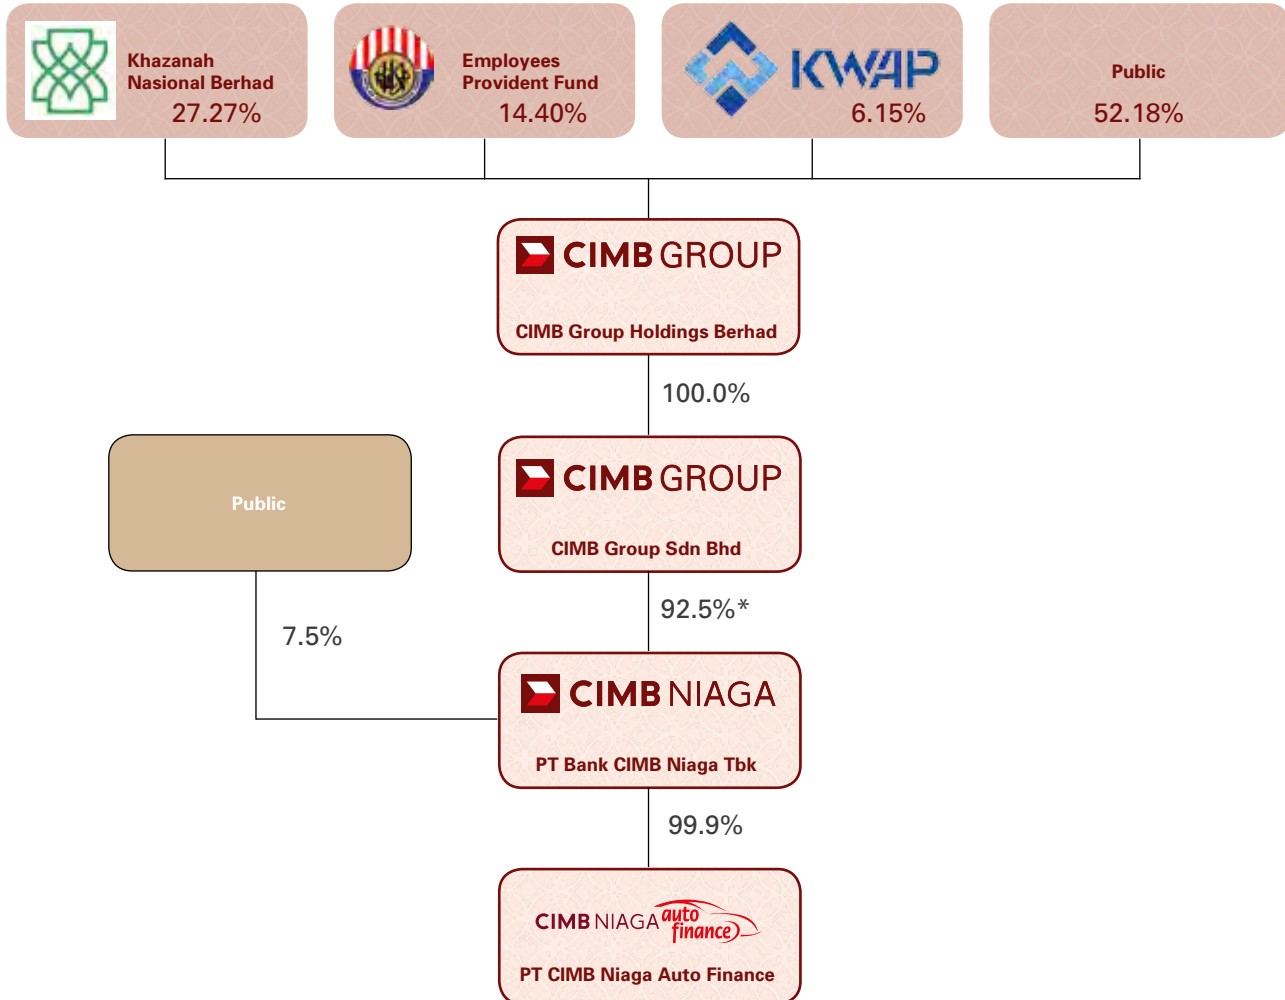 Khazanah
Nasional Berhad
27.27%
Employees
Provident Fund
14.40%
KWAP
6.15%
Public
52.18%
CIMB GROUP
CIMB Group Holdings Berhad
100.0%
Public
CIMB GROUP
CIMB Group Sdn Bhd
92.5%*
7.5%
CIMB NIAGA
PT Bank CIMB Niaga Tbk
99.9%
CIMB NIAGA auto
finance
PT CIMB Niaga Auto Finance